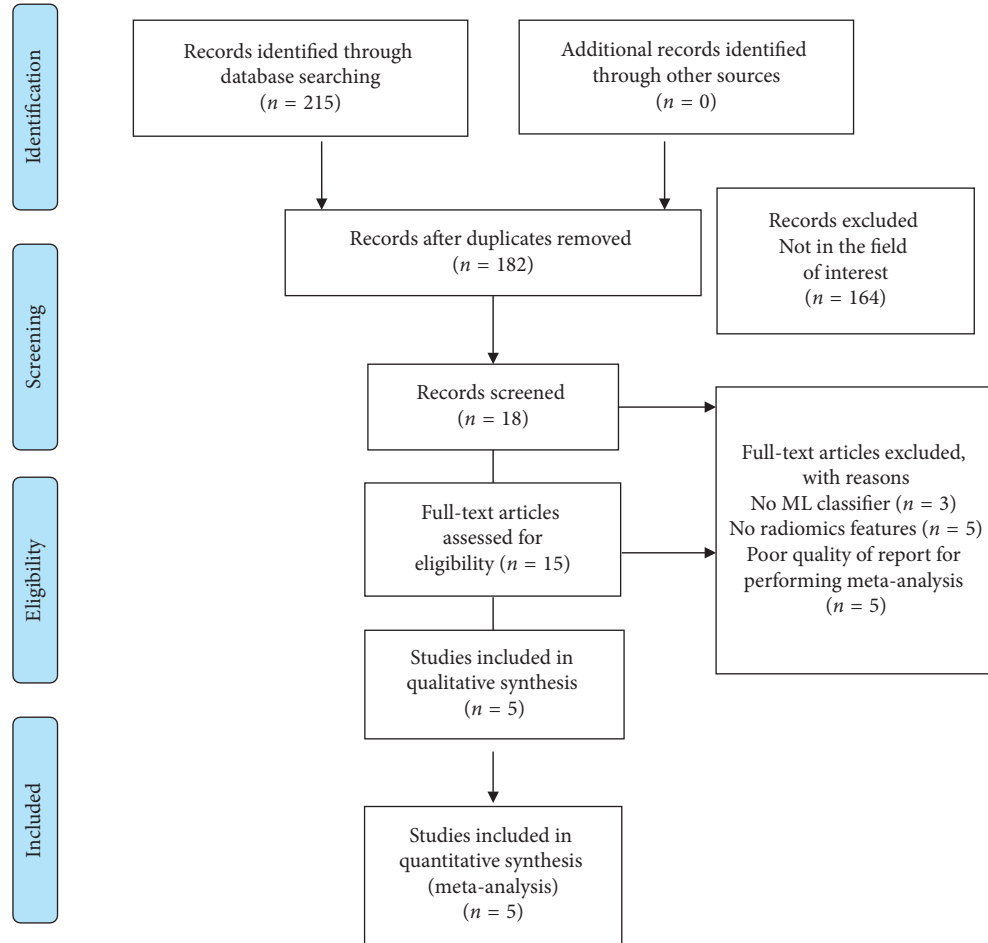 Identification
Records identified through
database searching
(n = 215)
Additional records identified
through other sources
(n = 0)
Records after duplicates removed
(n = 182)
Records excluded
Not in the field
of interest
(n = 164)
Screening
Records screened
(n = 18)
Full-text articles excluded,
with reasons
No ML classifier (n = 3)
No radiomics features (n = 5)
Poor quality of report for
performing meta-analysis
(n = 5)
Eligibility
Full-text articles
assessed for
eligibility (n = 15)
Studies included in
qualitative synthesis
(n = 5)
Included
Studies included in
quantitative synthesis
(meta-analysis)
(n = 5)